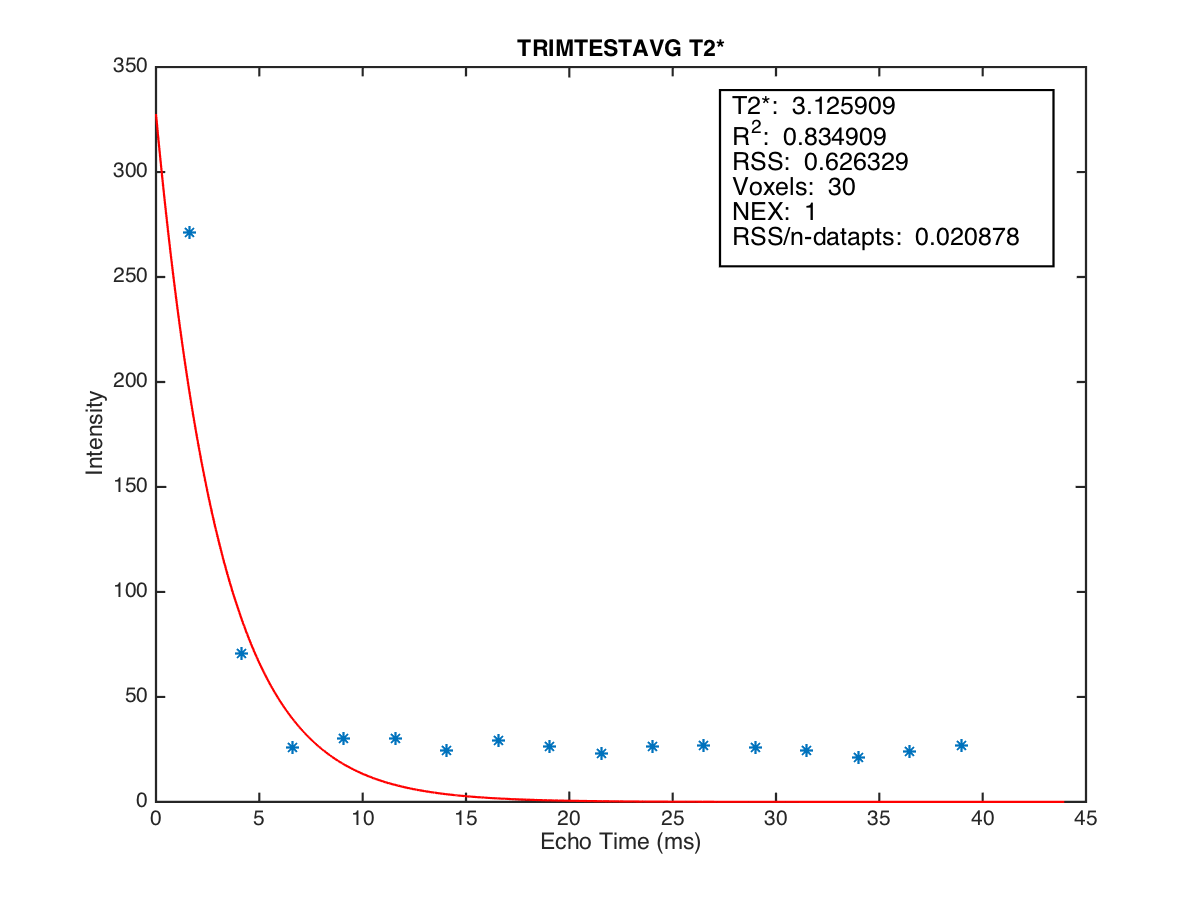 TRIMTESTAVG T2*
350
300
250
200
150
100
50
0
Intensity
T2*: 3.125909
R²: 0.834909
RSS: 0.626329
Voxels: 30
NEX: 1
RSS/n-datapts: 0.020878
0 5 10 15 20 25 30 35 40 45
Echo Time (ms)